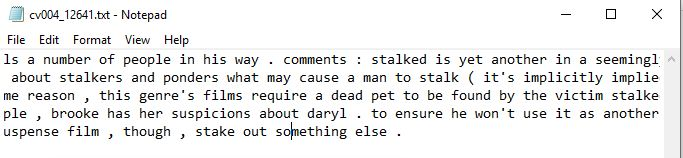 cv004_12641.txt - Notepad
File Edit Format View Help
ls a number of people in his way . comments : stalked is yet another in a seemingl
about stalkers and ponders what may cause a man to stalk ( it's implicitly implie
me reason , this genre's films require a dead pet to be found by the victim stalke
ple , brooke has her suspicions about daryl . to ensure he won't use it as another
uspense film , though , stake out something else .